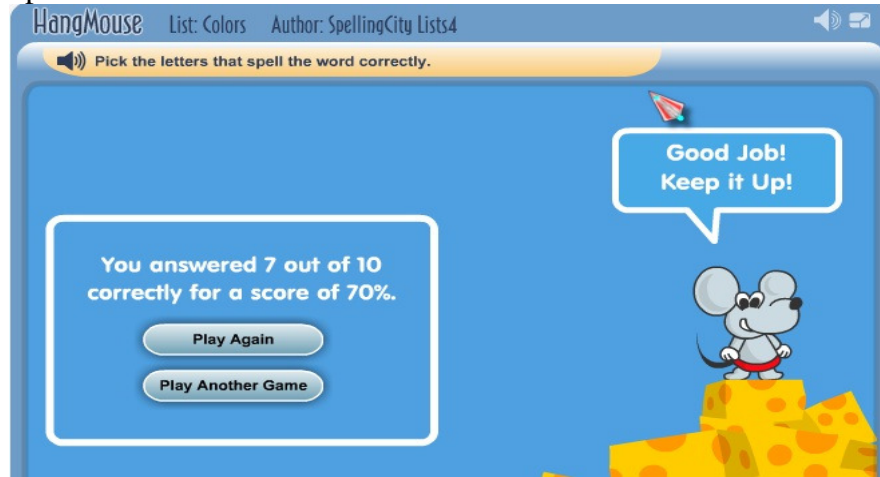 HangMouse List: Colors Author: SpellingCity Lists4
Pick the letters that spell the word correctly.
Good Job!
Keep it Up!
You answered 7 out of 10
correctly for a score of 70%.
Play Again
Play Another Game